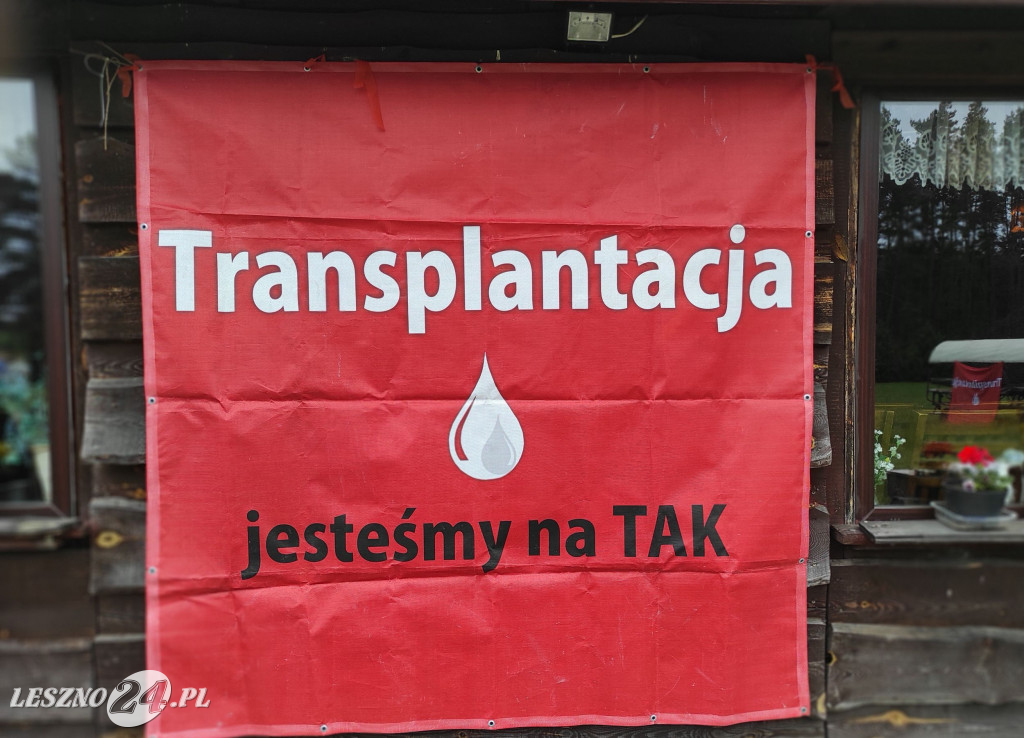 Transplantacja
jesteśmy na TAK
LESZNO24.PL